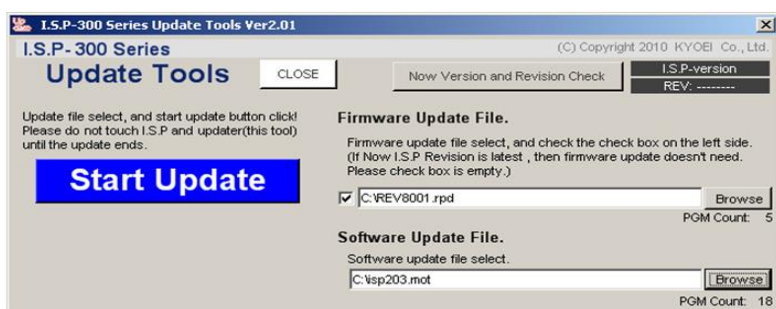 I.S.P-300 Series Update Tools Ver2.01
I.S.P- 300 Series
(C) Copyright 2010 KYOEI Co., Ltd.
Update Tools
CLOSE
Now Version and Revision Check
I.S.P-version
REV: --------
Update file select, and start update button click!
Please do not touch I.S.P and updater(this tool)
until the update ends.
Start Update
Firmware Update File.
Firmware update file select, and check the check box on the left side.
(If Now I.S.P Revision is latest , then firmware update doesn't need.
Please check box is empty.)
C:\REV8001.rpd
Browse
PGM Count: 5
Software Update File.
Software update file select.
C:\isp203.mot
Browse
PGM Count: 18